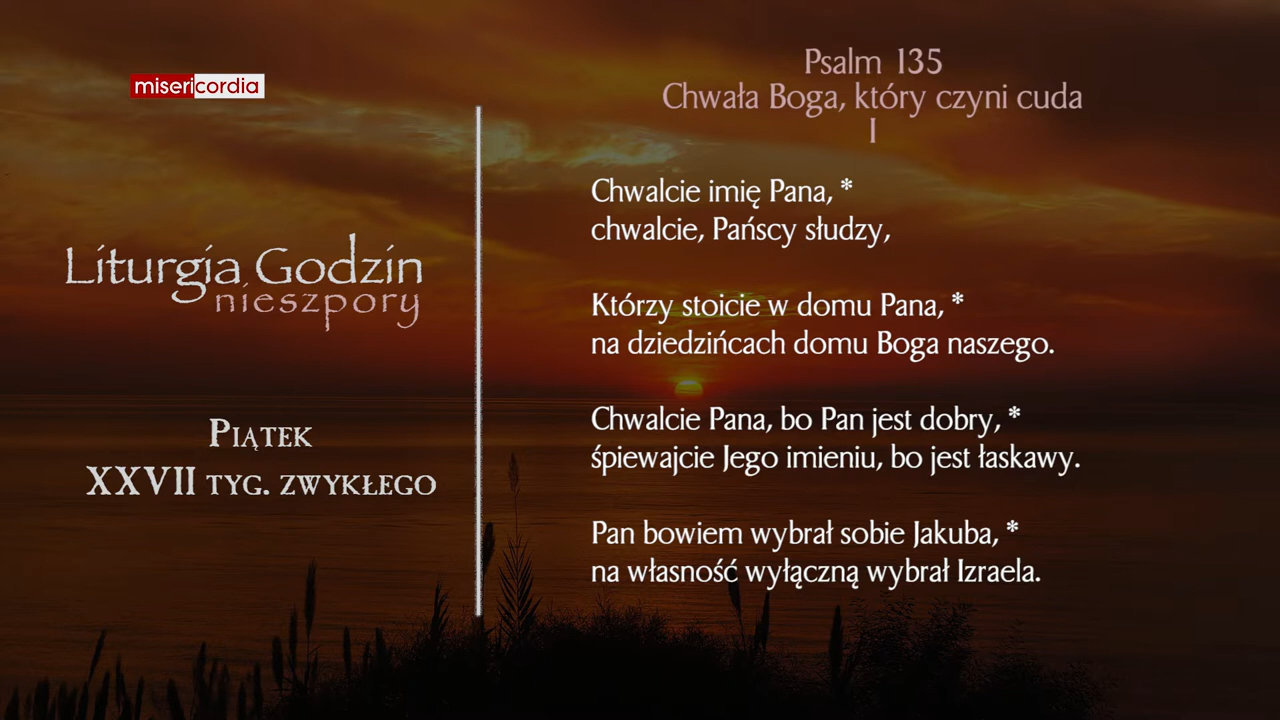 misericordia
Liturgia Godzin
nieszpory
Piątek
XXVII tyg. zwykłego
Psalm 135
Chwała Boga, który czyni cuda
I
Chwalcie imię Pana, *
chwalcie, Pańscy słudzy,
Którzy stoicie w domu Pana, *
na dziedzińcach domu Boga naszego.
Chwalcie Pana, bo Pan jest dobry, *
śpiewajcie Jego imieniu, bo jest łaskawy.
Pan bowiem wybrał sobie Jakuba, *
na własność wyłączną wybrał Izraela.